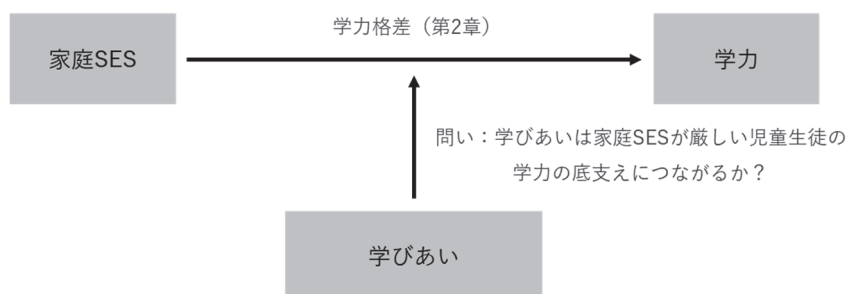 学力格差（第2章）
家庭SES
学力
問い：学びあいは家庭SESが厳しい児童生徒の
学力の底支えにつながるか？
学びあい